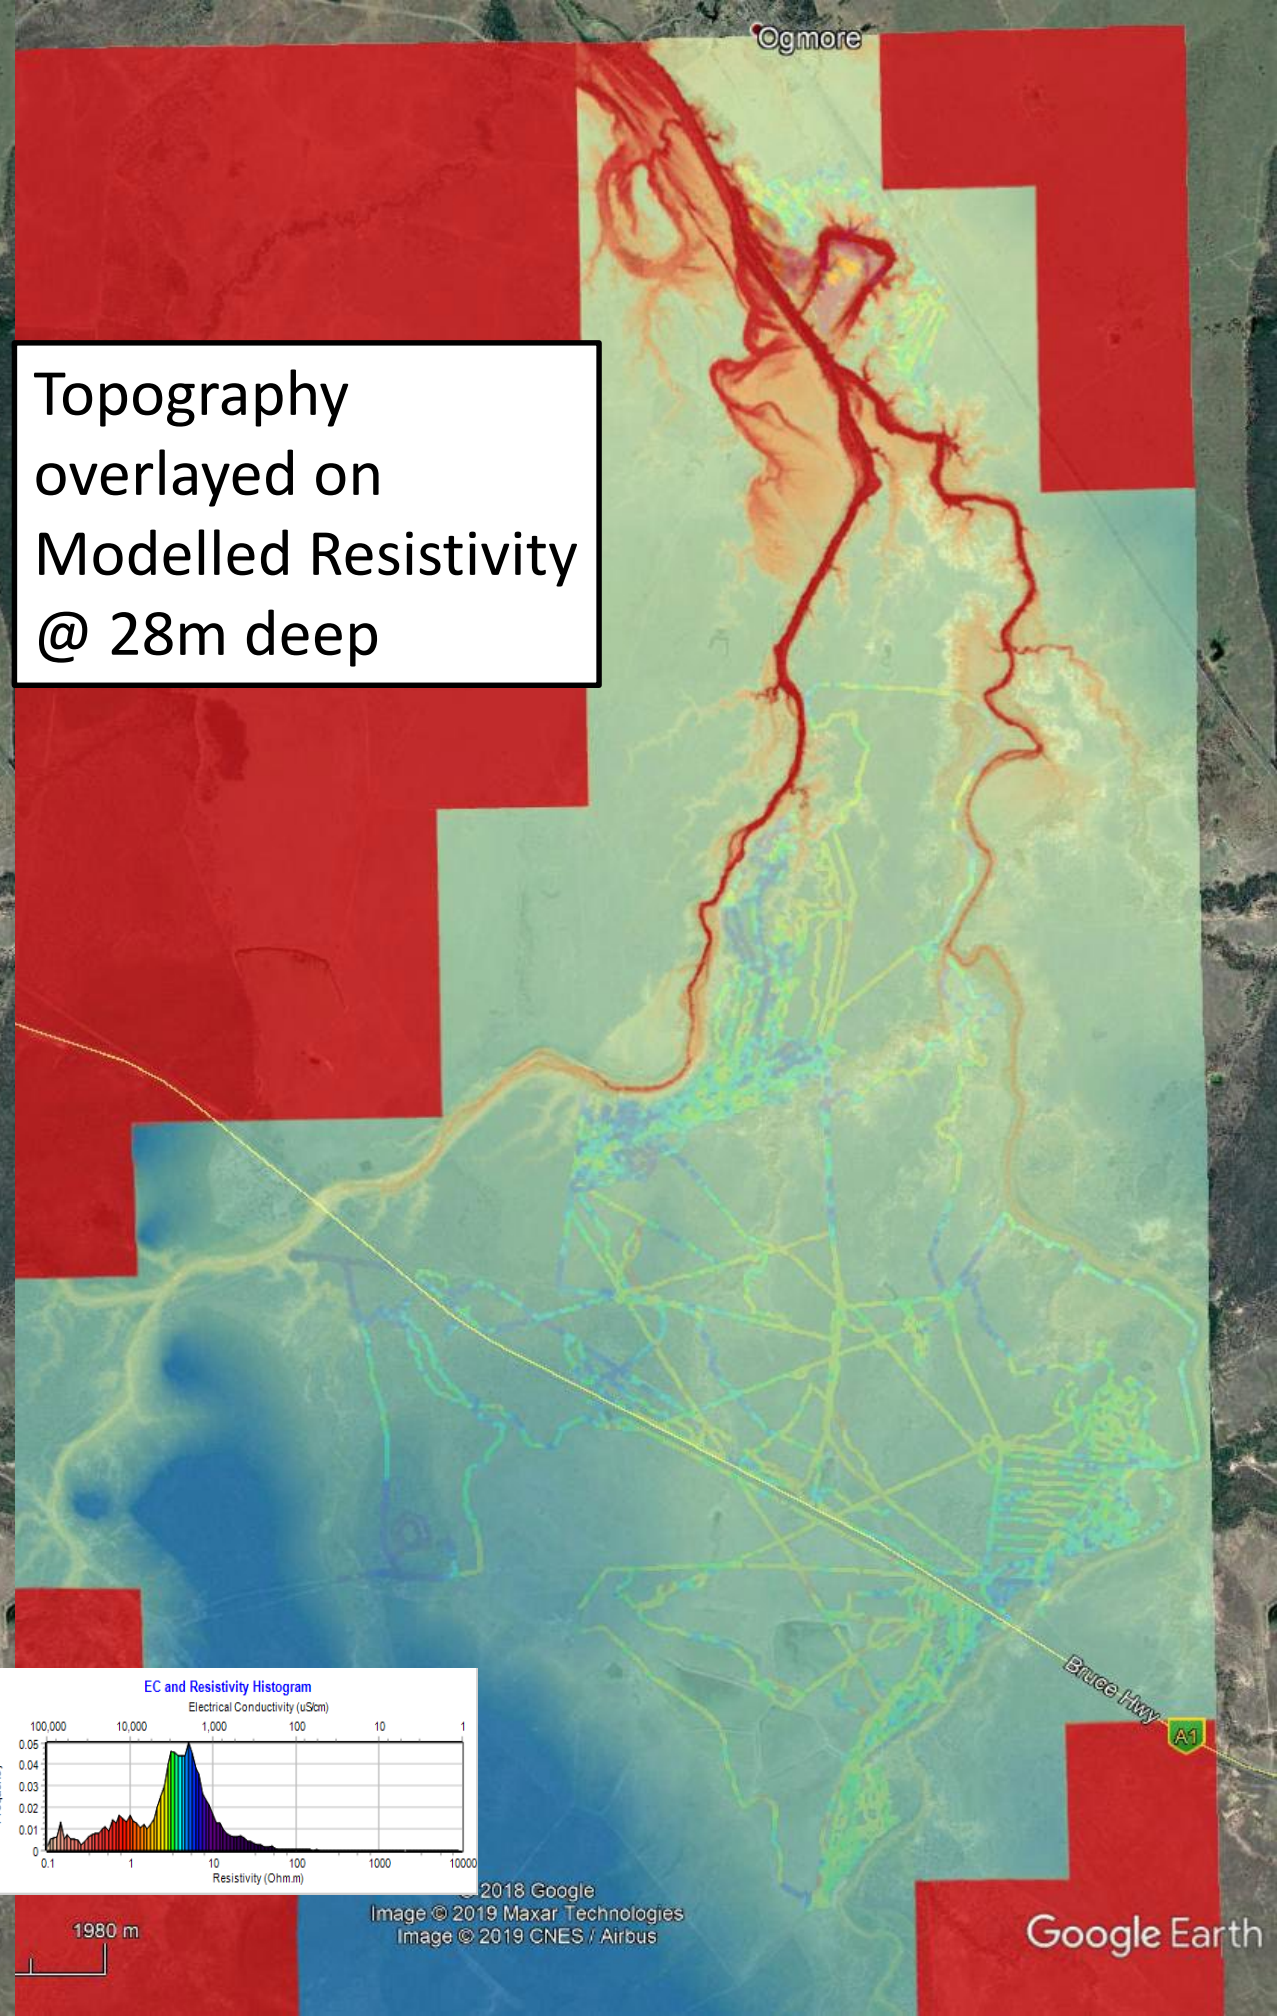 Ogmore
Topography
overlayed on
Modelled Resistivity
@ 28m deep
Bruce Hwy
A1
EC and Resistivity Histogram
Electrical Conductivity (uS/cm)
100,000 10,000 1,000 100 10 1
0.05
0.04
0.03
0.02
0.01
0
0.1 1 10 100 1000 10000
Resistivity (Ohm.m)
2018 Google
Image © 2019 Maxar Technologies
Image © 2019 CNES / Airbus
1980 m
Google Earth